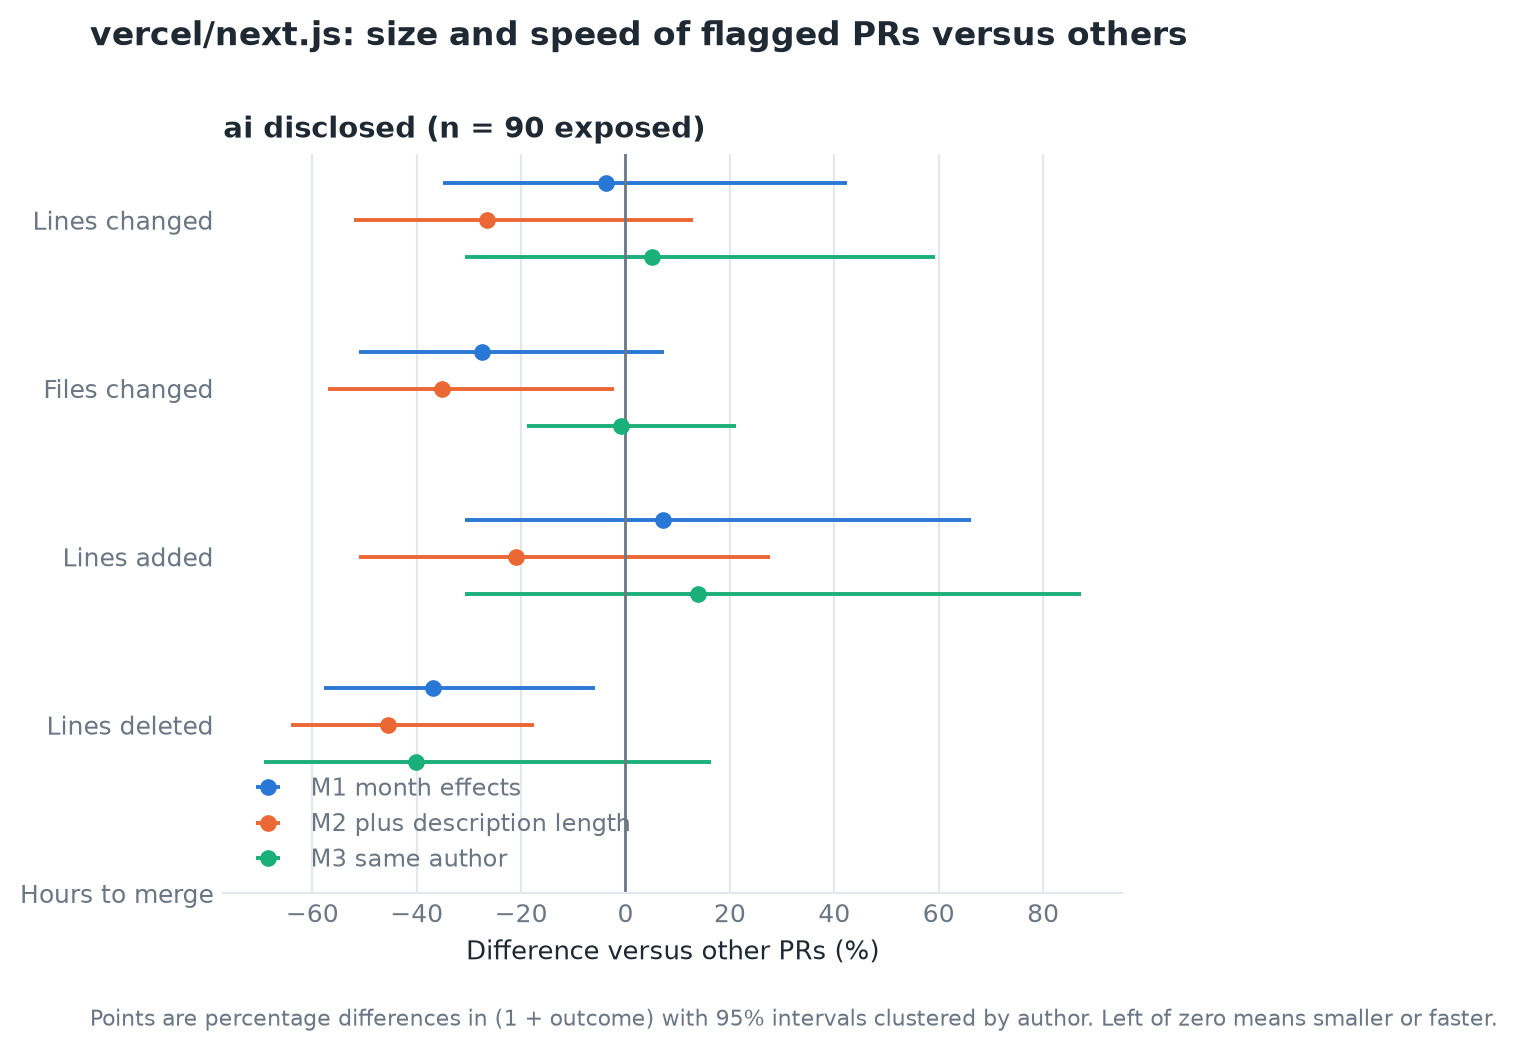 vercel/next.js: size and speed of flagged PRs versus others
ai disclosed (n = 90 exposed)
Lines changed
Files changed
Lines added
Lines deleted
Hours to merge
M1 month effects
M2 plus description length
M3 same author
−60 −40 −20 0 20 40 60 80
Difference versus other PRs (%)
Points are percentage differences in (1 + outcome) with 95% intervals clustered by author. Left of zero means smaller or faster.